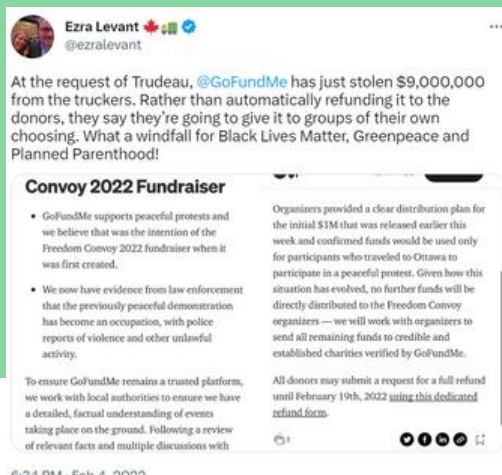 Ezra Levant
@ezralevant
At the request of Trudeau, @GoFundMe has just stolen $9,000,000
from the truckers. Rather than automatically refunding it to the
donors, they say they're going to give it to groups of their own
choosing. What a windfall for Black Lives Matter, Greenpeace and
Planned Parenthood!
Convoy 2022 Fundraiser
• GoFundMe supports peaceful protests and
we believe that was the intention of the
Freedom Convoy 2022 fundraiser when it
was first created.
• We now have evidence from law enforcement
that the previously peaceful demonstration
has become an occupation, with police
reports of violence and other unlawful
activity.
To ensure GoFundMe remains a trusted platform,
we work with local authorities to ensure we have
a detailed, factual understanding of events
taking place on the ground. Following a review
of relevant facts and multiple discussions with
Organizers provided a clear distribution plan for
the initial $1M that was released earlier this
week and confirmed funds would be used only
for participants who traveled to Ottawa to
participate in a peaceful protest. Given how this
situation has evolved, no further funds will be
directly distributed to the Freedom Convoy
organizers — we will work with organizers to
send all remaining funds to credible and
established charities verified by GoFundMe.
All donors may submit a request for a full refund
until February 19th, 2022 using this dedicated
refund form.
6:34 PM · Feb 4, 2022